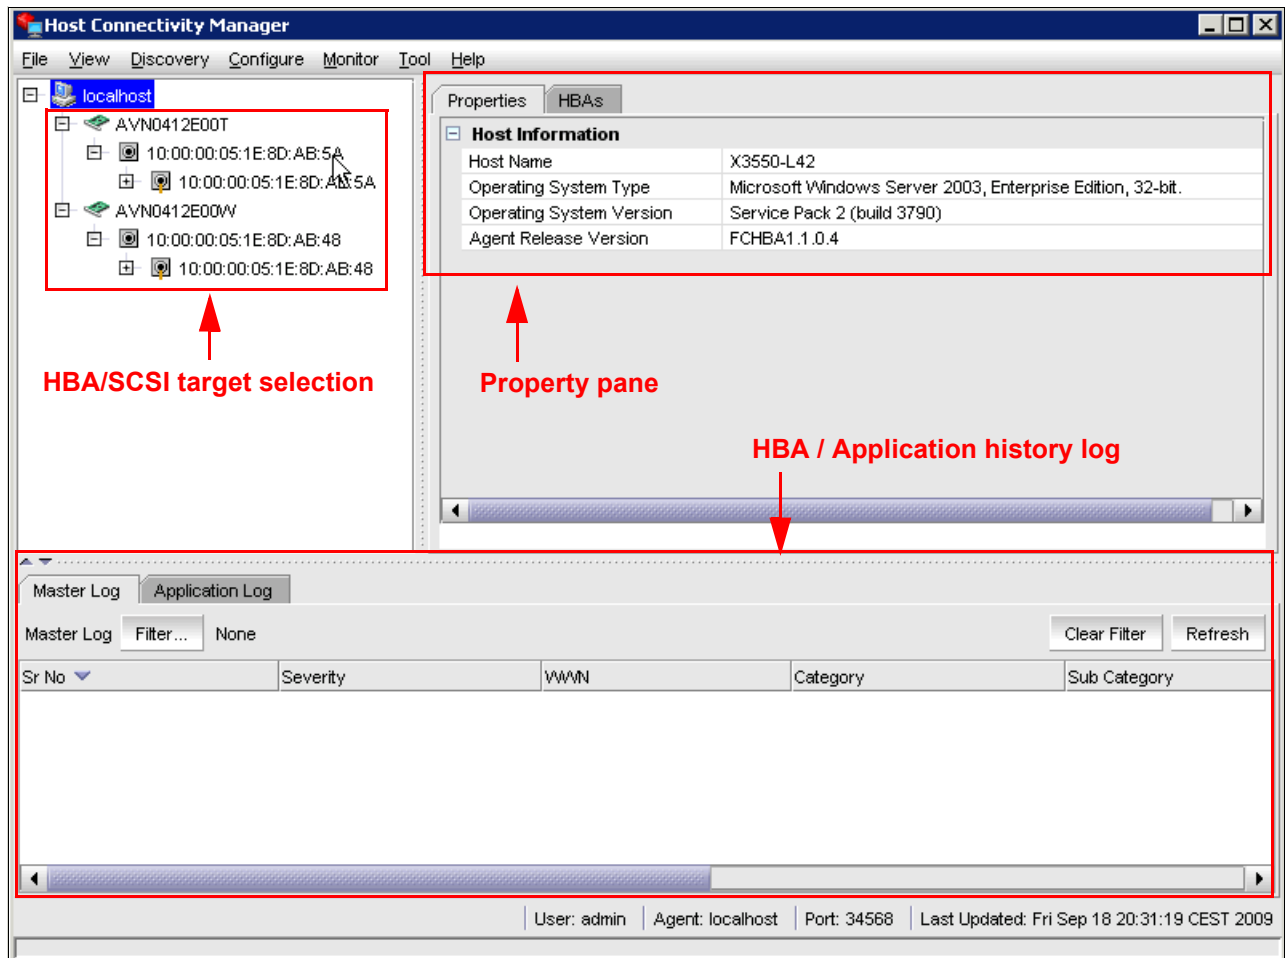 Host Connectivity Manager
File View Discovery Configure Monitor Tool Help
localhost
AVN0412E00T
10:00:00:05:1E:8D:AB:5A
10:00:00:05:1E:8D:AB:5A
AVN0412E00W
10:00:00:05:1E:8D:AB:48
10:00:00:05:1E:8D:AB:48
HBA/SCSI target selection
Properties HBAs
Host Information
Host Name X3550-L42
Operating System Type Microsoft Windows Server 2003, Enterprise Edition, 32-bit.
Operating System Version Service Pack 2 (build 3790)
Agent Release Version FCHBA1.1.0.4
Property pane
HBA / Application history log
Master Log Application Log
Master Log Filter... None Clear Filter Refresh
Sr No Severity WWN Category Sub Category
User: admin Agent: localhost Port: 34568 Last Updated: Fri Sep 18 20:31:19 CEST 2009